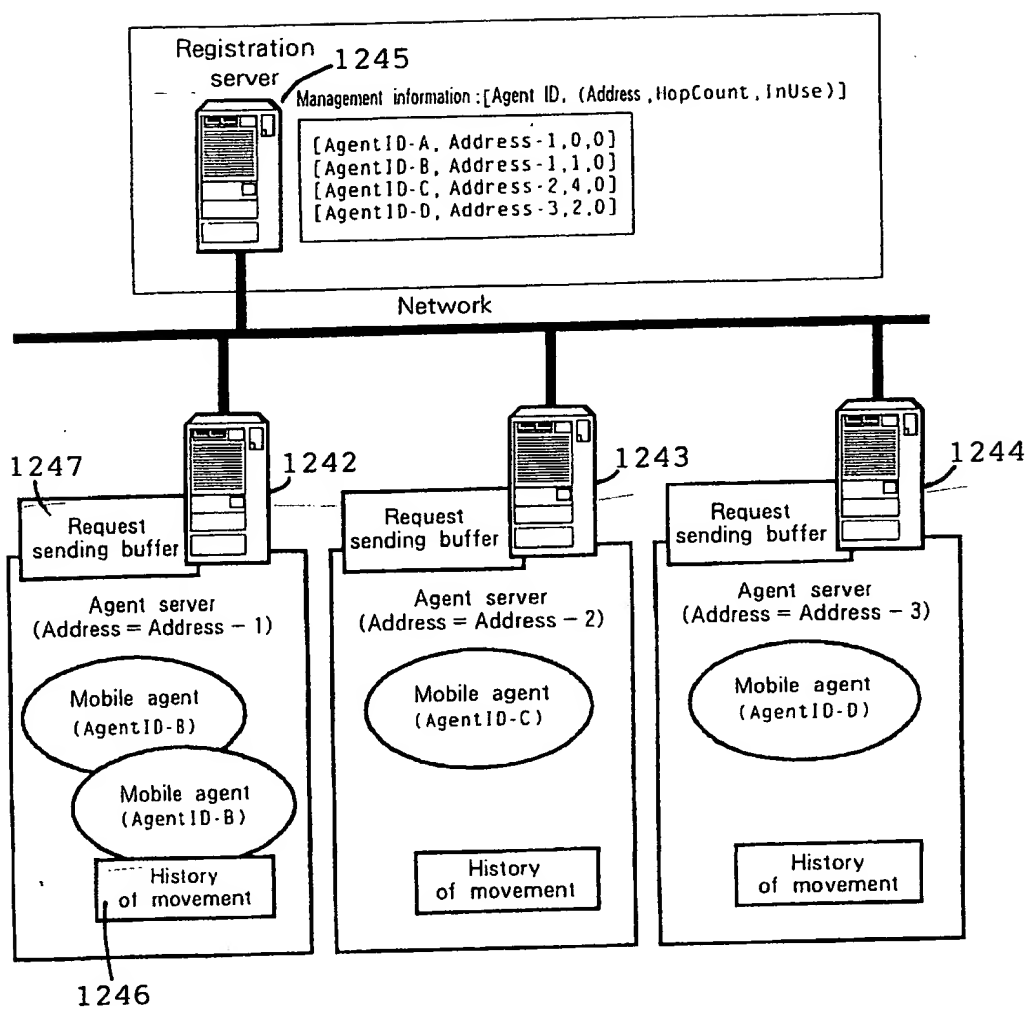 Registration
server
1245
Management information:[Agent ID, (Address,HopCount,InUse)]
[AgentID-A, Address-1,0,0]
[AgentID-B, Address-1,1,0]
[AgentID-C, Address-2,4,0]
[AgentID-D, Address-3,2,0]
Network
1247
1242
1243
1244
Request
sending buffer
Request
sending buffer
Request
sending buffer
Agent server
(Address = Address - 1)
Agent server
(Address = Address - 2)
Agent server
(Address = Address - 3)
Mobile agent
(AgentID-B)
Mobile agent
(AgentID-C)
Mobile agent
(AgentID-D)
Mobile agent
(AgentID-B)
History
of movement
History
of movement
History
of movement
1246